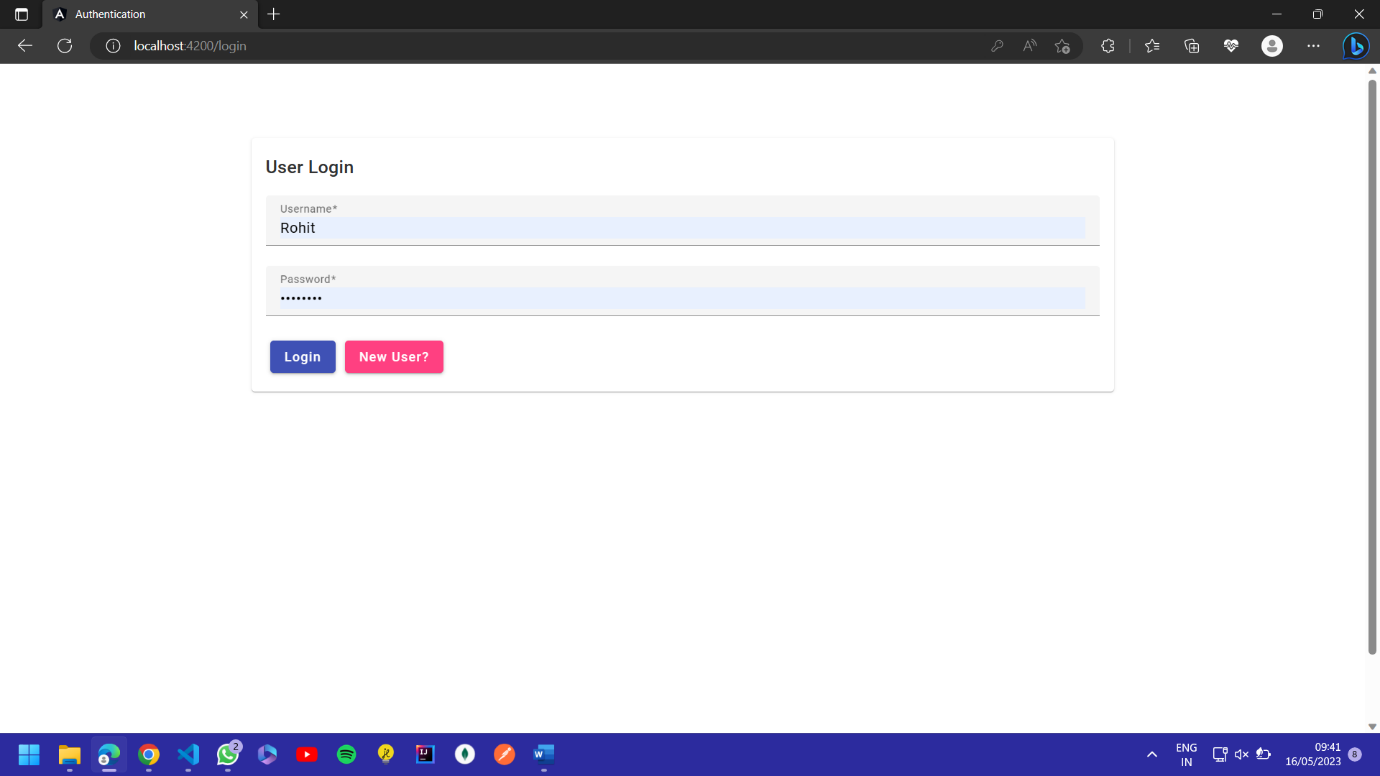 Authentication
localhost:4200/login
User Login
Username*
Rohit
Password*
••••••••
Login New User?
2
ENG
IN
09:41
16/05/2023
8